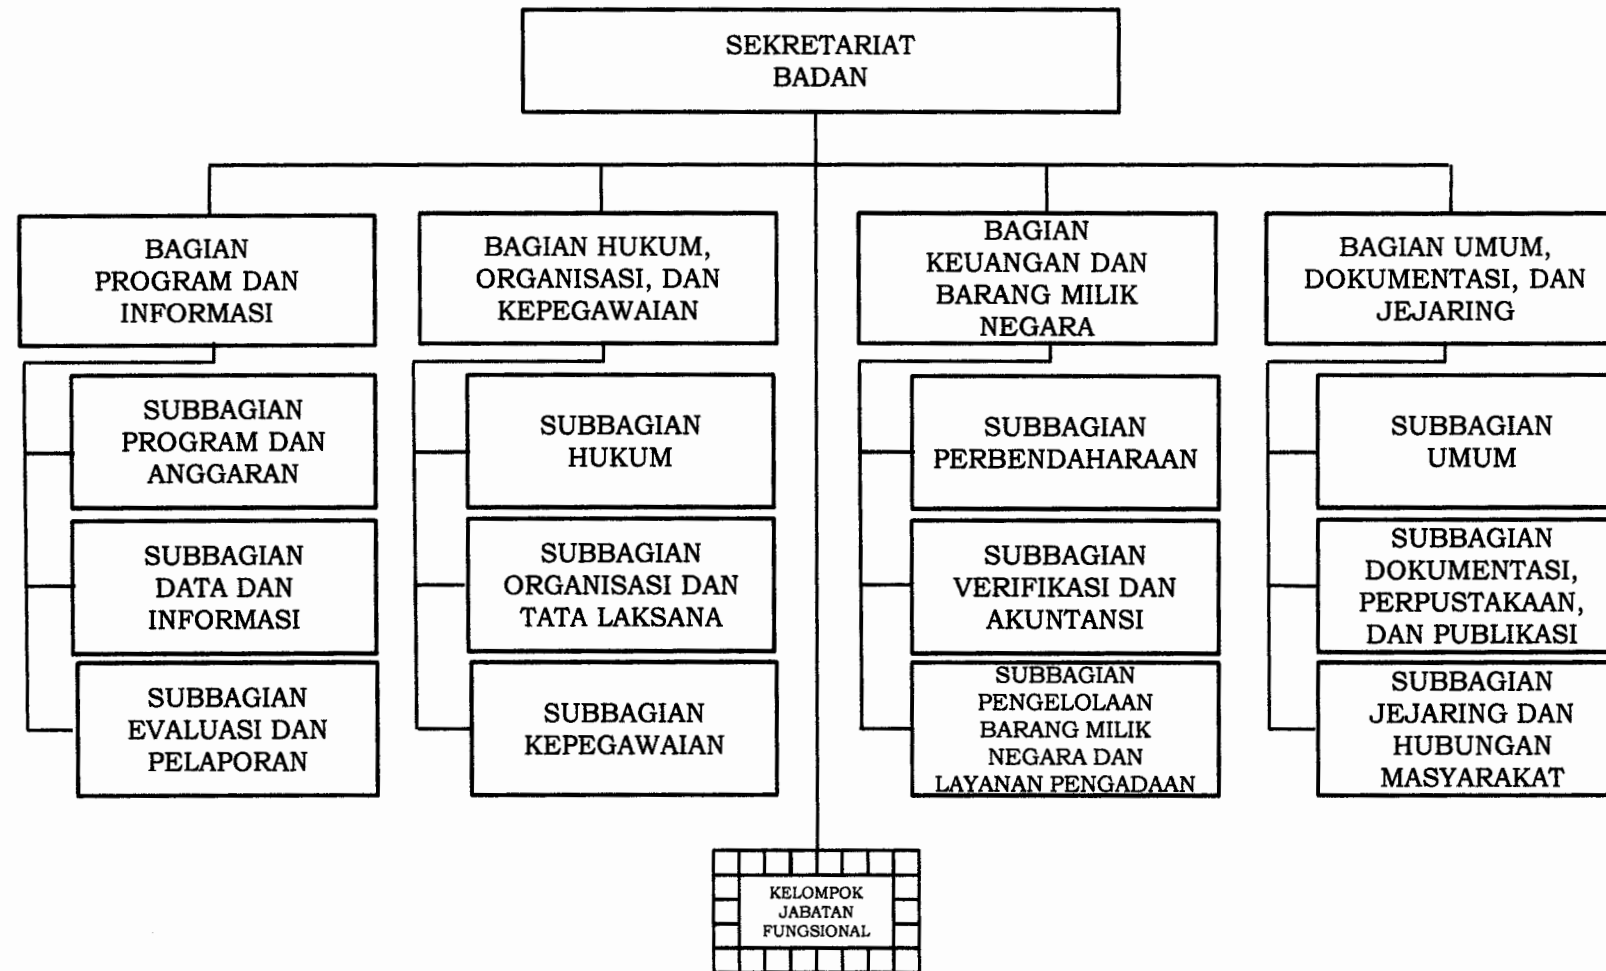 SEKRETARIAT
BADAN
BAGIAN
PROGRAM DAN
INFORMASI
BAGIAN HUKUM,
ORGANISASI, DAN
KEPEGAWAIAN
BAGIAN
KEUANGAN DAN
BARANG MILIK
NEGARA
BAGIAN UMUM,
DOKUMENTASI, DAN
JEJARING
SUBBAGIAN
PROGRAM DAN
ANGGARAN
SUBBAGIAN
HUKUM
SUBBAGIAN
PERBENDAHARAAN
SUBBAGIAN
UMUM
SUBBAGIAN
DATA DAN
INFORMASI
SUBBAGIAN
ORGANISASI DAN
TATA LAKSANA
SUBBAGIAN
VERIFIKASI DAN
AKUNTANSI
SUBBAGIAN
DOKUMENTASI,
PERPUSTAKAAN,
DAN PUBLIKASI
SUBBAGIAN
EVALUASI DAN
PELAPORAN
SUBBAGIAN
KEPEGAWAIAN
SUBBAGIAN
PENGELOLAAN
BARANG MILIK
NEGARA DAN
LAYANAN PENGADAAN
SUBBAGIAN
JEJARING DAN
HUBUNGAN
MASYARAKAT
KELOMPOK
JABATAN
FUNGSIONAL